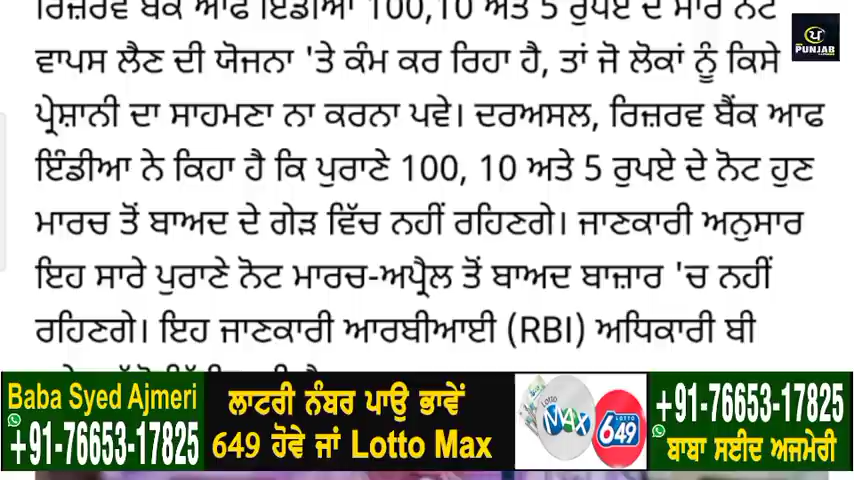 ਰਿਜ਼ਰਵ ਬੈਂਕ ਆਫ ਇੰਡੀਆ 100,10 ਅਤੇ 5 ਰੁਪਏ ਦੇ ਸਾਰੇ ਨੋਟ
ਵਾਪਸ ਲੈਣ ਦੀ ਯੋਜਨਾ 'ਤੇ ਕੰਮ ਕਰ ਰਿਹਾ ਹੈ, ਤਾਂ ਜੋ ਲੋਕਾਂ ਨੂੰ ਕਿਸੇ
ਪ੍ਰੇਸ਼ਾਨੀ ਦਾ ਸਾਹਮਣਾ ਨਾ ਕਰਨਾ ਪਵੇ। ਦਰਅਸਲ, ਰਿਜ਼ਰਵ ਬੈਂਕ ਆਫ
ਇੰਡੀਆ ਨੇ ਕਿਹਾ ਹੈ ਕਿ ਪੁਰਾਣੇ 100, 10 ਅਤੇ 5 ਰੁਪਏ ਦੇ ਨੋਟ ਹੁਣ
ਮਾਰਚ ਤੋਂ ਬਾਅਦ ਦੇ ਗੇੜ ਵਿੱਚ ਨਹੀਂ ਰਹਿਣਗੇ। ਜਾਣਕਾਰੀ ਅਨੁਸਾਰ
ਇਹ ਸਾਰੇ ਪੁਰਾਣੇ ਨੋਟ ਮਾਰਚ-ਅਪ੍ਰੈਲ ਤੋਂ ਬਾਅਦ ਬਾਜ਼ਾਰ 'ਚ ਨਹੀਂ
ਰਹਿਣਗੇ। ਇਹ ਜਾਣਕਾਰੀ ਆਰਬੀਆਈ (RBI) ਅਧਿਕਾਰੀ ਬੀ
ਪ
PUNJAB
Baba Syed Ajmeri
+91-76653-17825
ਲਾਟਰੀ ਨੰਬਰ ਪਾਉ ਭਾਵੇਂ
649 ਹੋਵੇ ਜਾਂ Lotto Max
Lotto
MAX
LOTTO
649
+91-76653-17825
ਬਾਬਾ ਸਈਦ ਅਜਮੇਰੀ